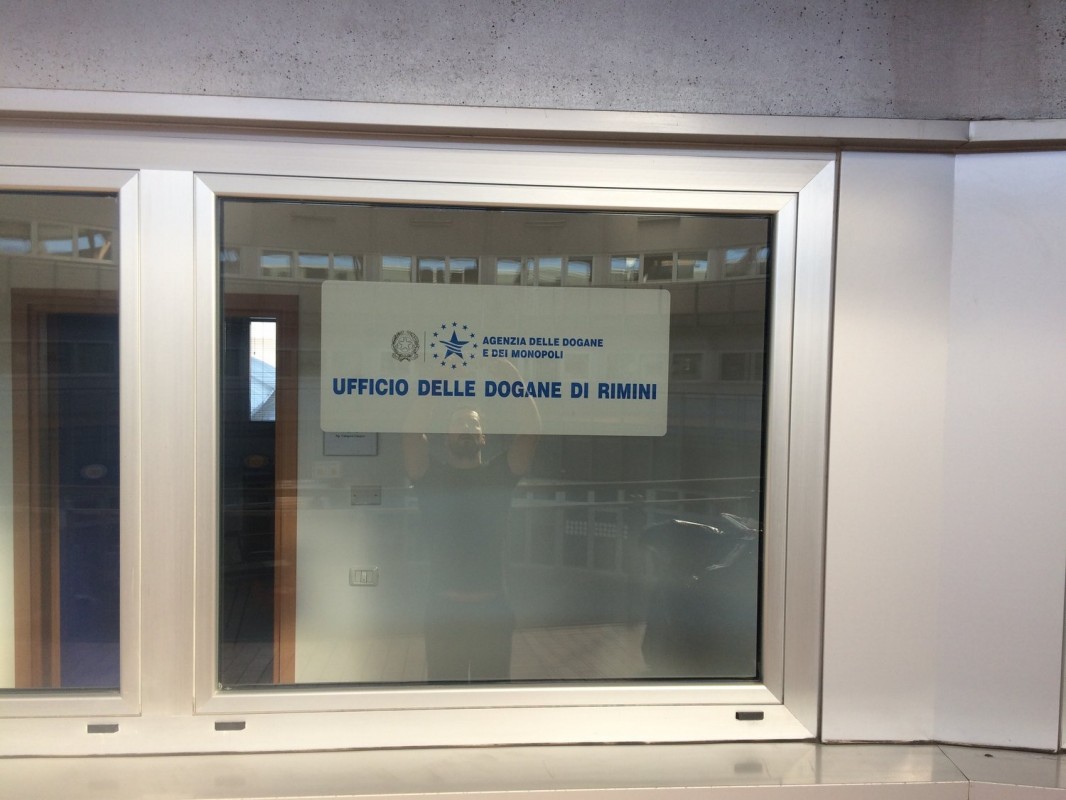 AGENZIA DELLE DOGANE
E DEI MONOPOLI
UFFICIO DELLE DOGANE DI RIMINI